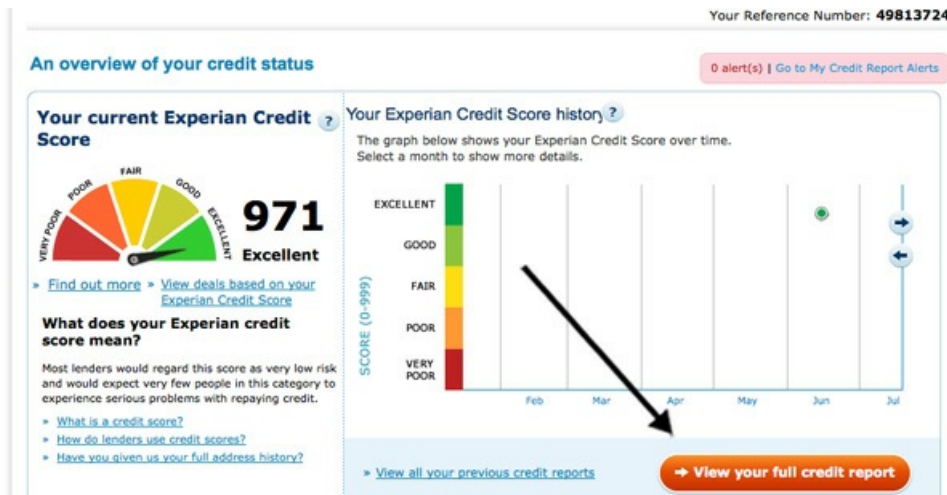 Your Reference Number: 49813724
An overview of your credit status
0 alert(s) | Go to My Credit Report Alerts
Your current Experian Credit ?
Score
VERY POOR
POOR
FAIR
GOOD
EXCELLENT
971
Excellent
» Find out more » View deals based on your
Experian Credit Score
What does your Experian credit
score mean?
Most lenders would regard this score as very low risk
and would expect very few people in this category to
experience serious problems with repaying credit.
» What is a credit score?
» How do lenders use credit scores?
» Have you given us your full address history?
Your Experian Credit Score history ?
The graph below shows your Experian Credit Score over time.
Select a month to show more details.
SCORE (0-999)
EXCELLENT
GOOD
FAIR
POOR
VERY
POOR
Feb Mar Apr May Jun Jul
» View all your previous credit reports
→ View your full credit report